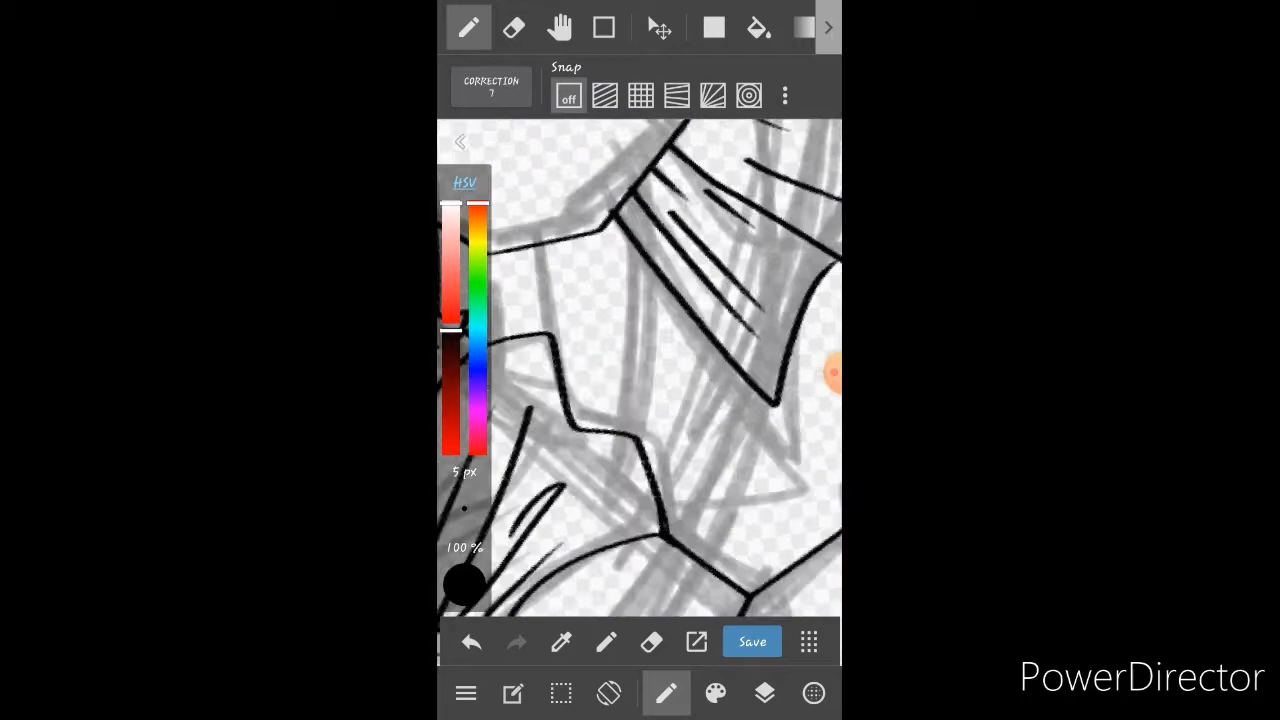 Snap
CORRECTION
7
off
HSV
5 px
100 %
Save
PowerDirector